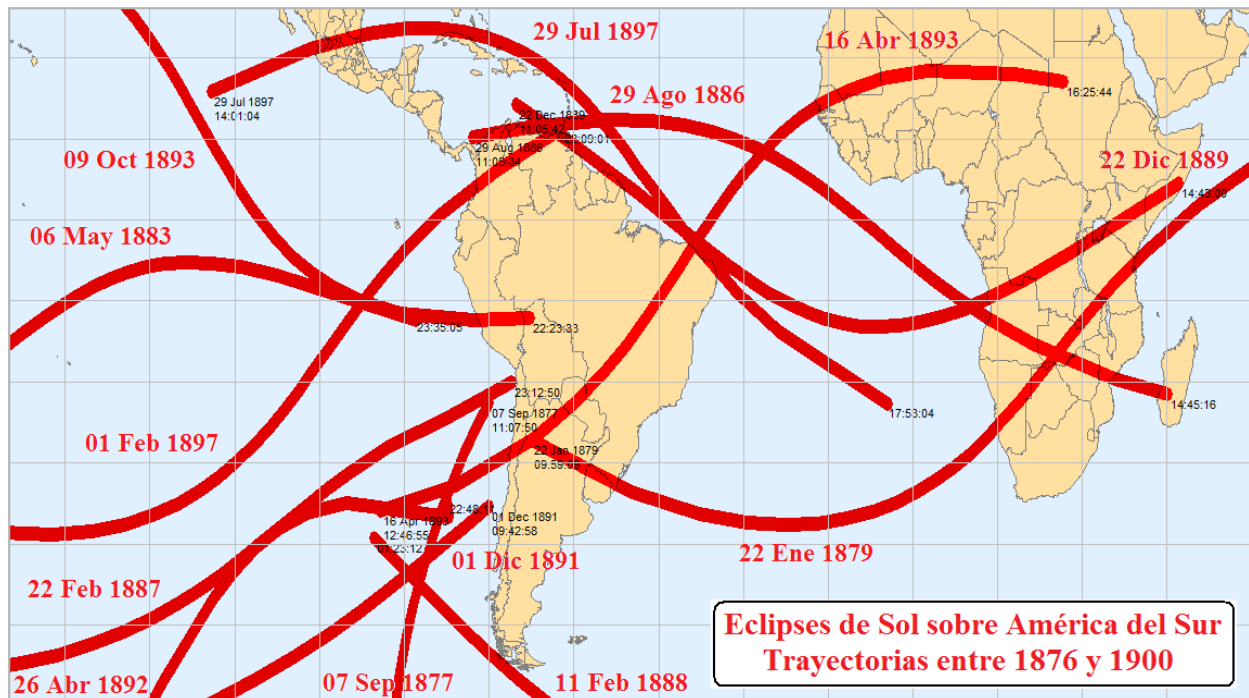 29 Jul 1897
16 Abr 1893
29 Ago 1886
29 Jul 1897
14:01:04
16:25:44
22 Dec 1889
11:05:42
22:09:01
29 Aug 1886
11:09:34
09 Oct 1893
22 Dic 1889
14:43:00
06 May 1883
23:35:05
22:23:33
23:12:50
07 Sep 1877
11:07:50
14:45:16
17:53:04
01 Feb 1897
22 Jan 1879
09:59:09
22:48:11
16 Apr 1893
12:46:55
01:23:12
01 Dec 1891
09:42:58
01 Dic 1891
22 Ene 1879
22 Feb 1887
Eclipses de Sol sobre América del Sur
Trayectorias entre 1876 y 1900
26 Abr 1892
07 Sep 1877
11 Feb 1888